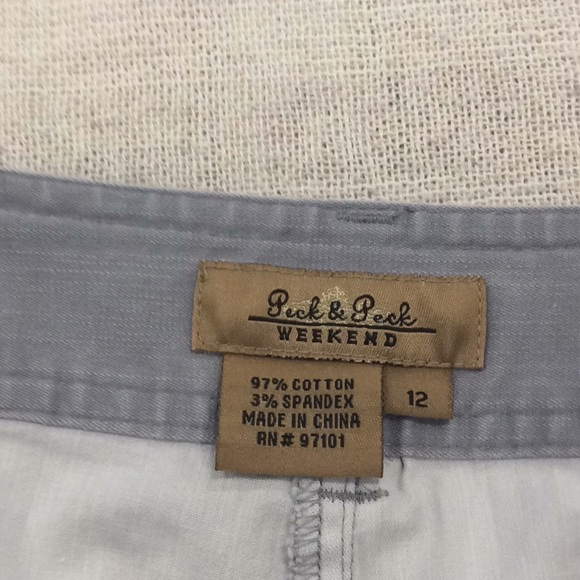 Peck & Peck
WEEKEND
97% COTTON
3% SPANDEX
MADE IN CHINA
RN# 97101
12